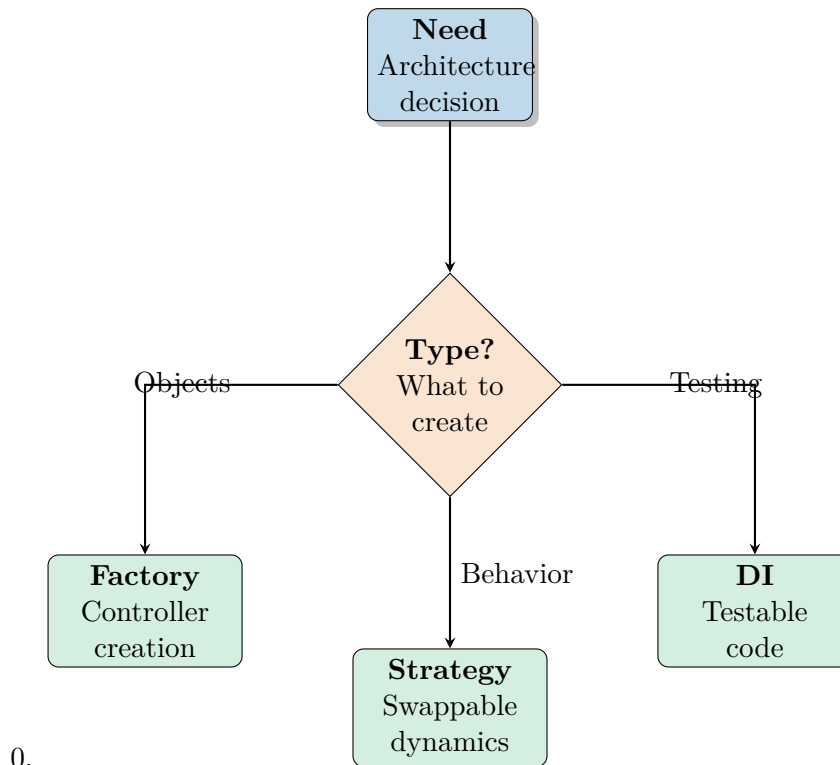 Need
Architecture
decision
Type?
What to
create
Objects
Testing
Behavior
Factory
Controller
creation
DI
Testable
code
Strategy
Swappable
dynamics
0.